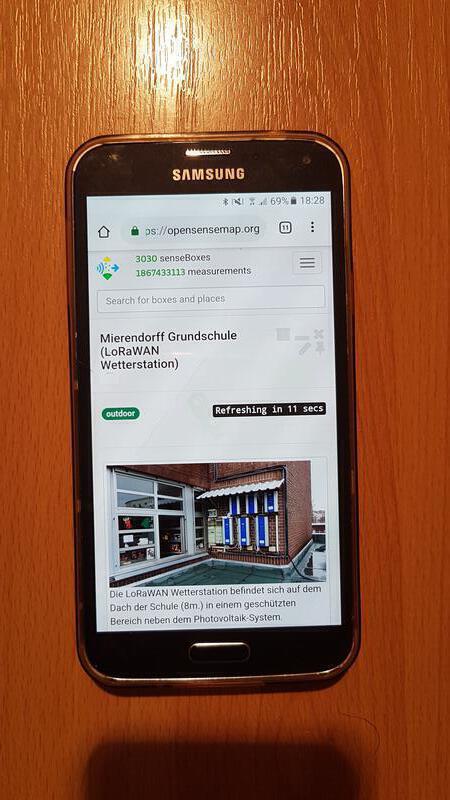 SAMSUNG
69% 18:28
ps://opensensemap.org
11
3030 senseBoxes
1867433113 measurements
Search for boxes and places
Mierendorff Grundschule
(LoRaWAN
Wetterstation)
outdoor
Refreshing in 11 secs
Die LoRaWAN Wetterstation befindet sich auf dem
Dach der Schule (8m,) in einem geschützten
Bereich neben dem Photovoltaik-System.